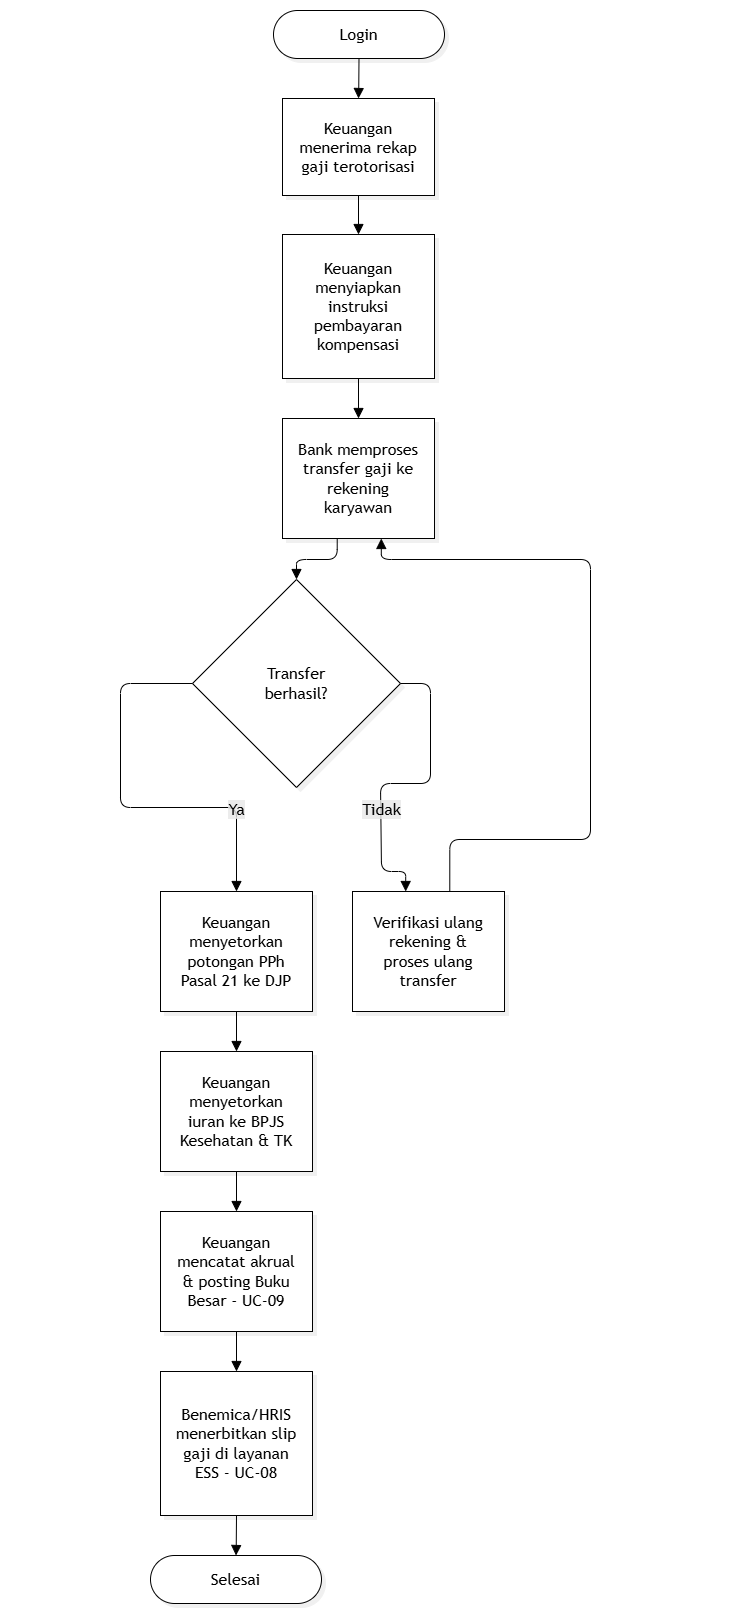 Login
Keuangan
menerima rekap
gaji terotorisasi
Keuangan
menyiapkan
instruksi
pembayaran
kompensasi
Bank memproses
transfer gaji ke
rekening
karyawan
Transfer
berhasil?
Ya
Tidak
Keuangan
menyetorkan
potongan PPh
Pasal 21 ke DJP
Verifikasi ulang
rekening &
proses ulang
transfer
Keuangan
menyetorkan
iuran ke BPJS
Kesehatan & TK
Keuangan
mencatat akrual
& posting Buku
Besar - UC-09
Benemica/HRIS
menerbitkan slip
gaji di layanan
ESS - UC-08
Selesai